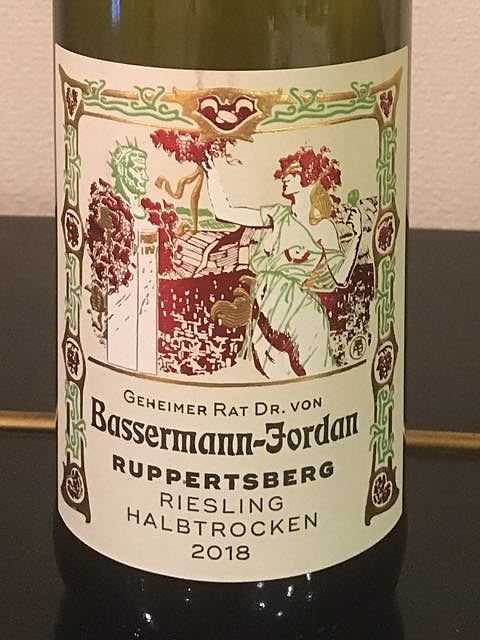 GEHEIMER RAT DR. VON
Bassermann-Jordan
RUPPERTSBERG
RIESLING
HALBTROCKEN
2018